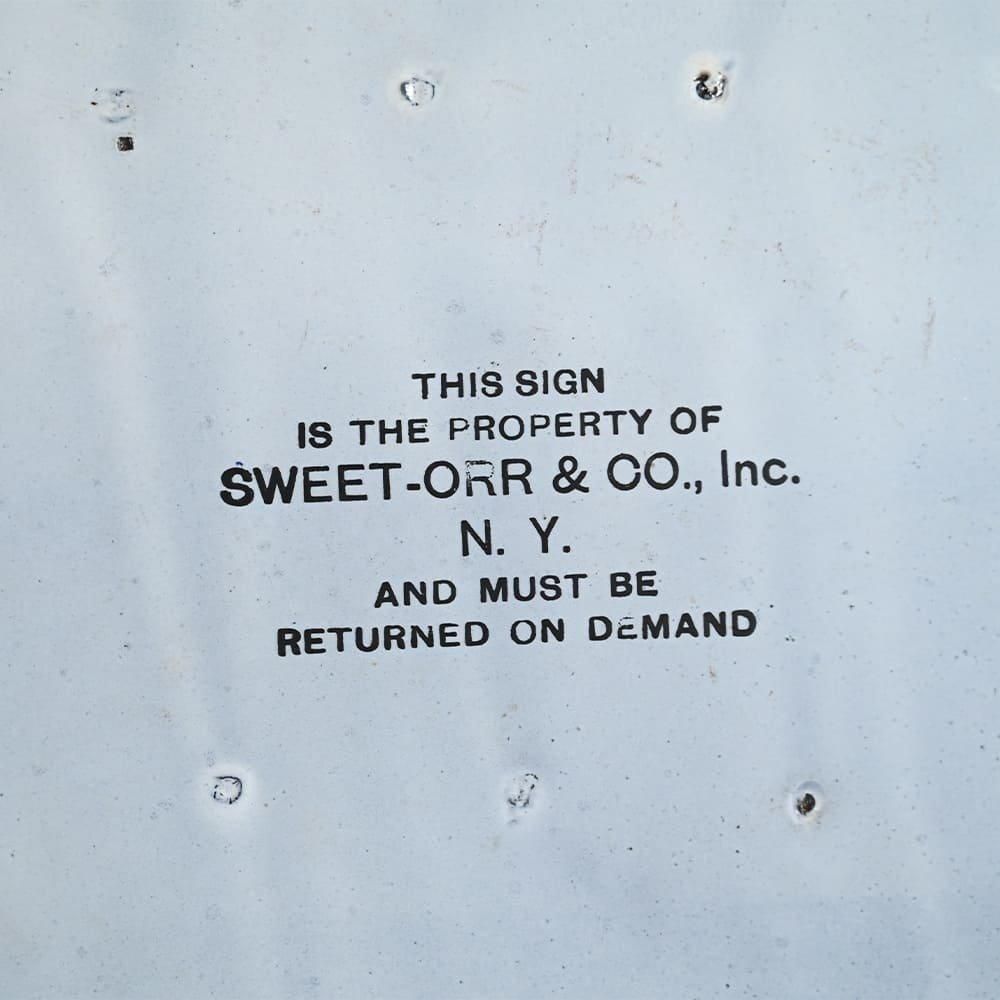 THIS SIGN
IS THE PROPERTY OF
SWEET-ORR & CO., Inc.
N. Y.
AND MUST BE
RETURNED ON DEMAND